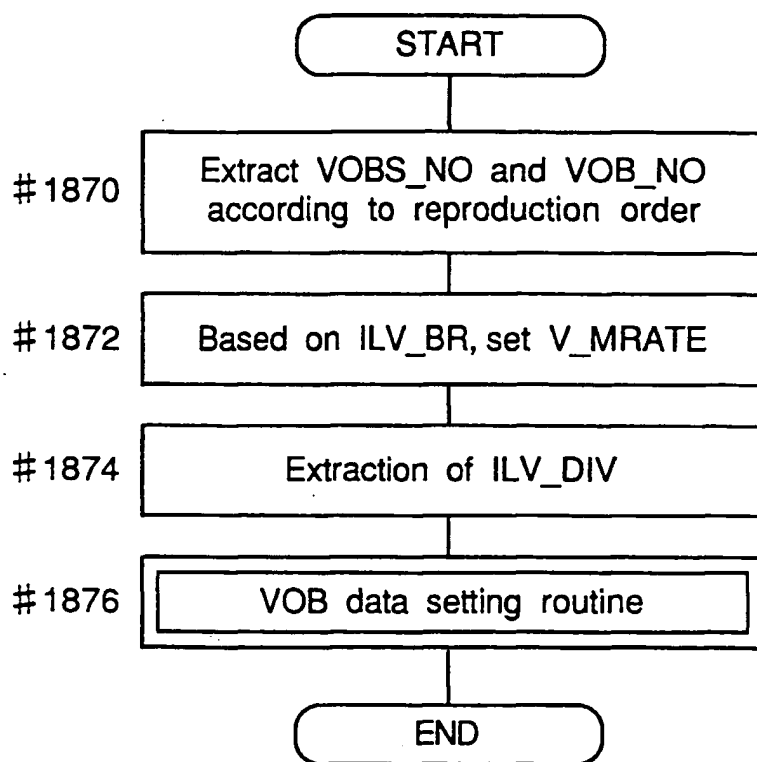 START
#1870
Extract VOBS_NO and VOB_NO
according to reproduction order
#1872
Based on ILV_BR, set V_MRATE
#1874
Extraction of ILV_DIV
#1876
VOB data setting routine
END